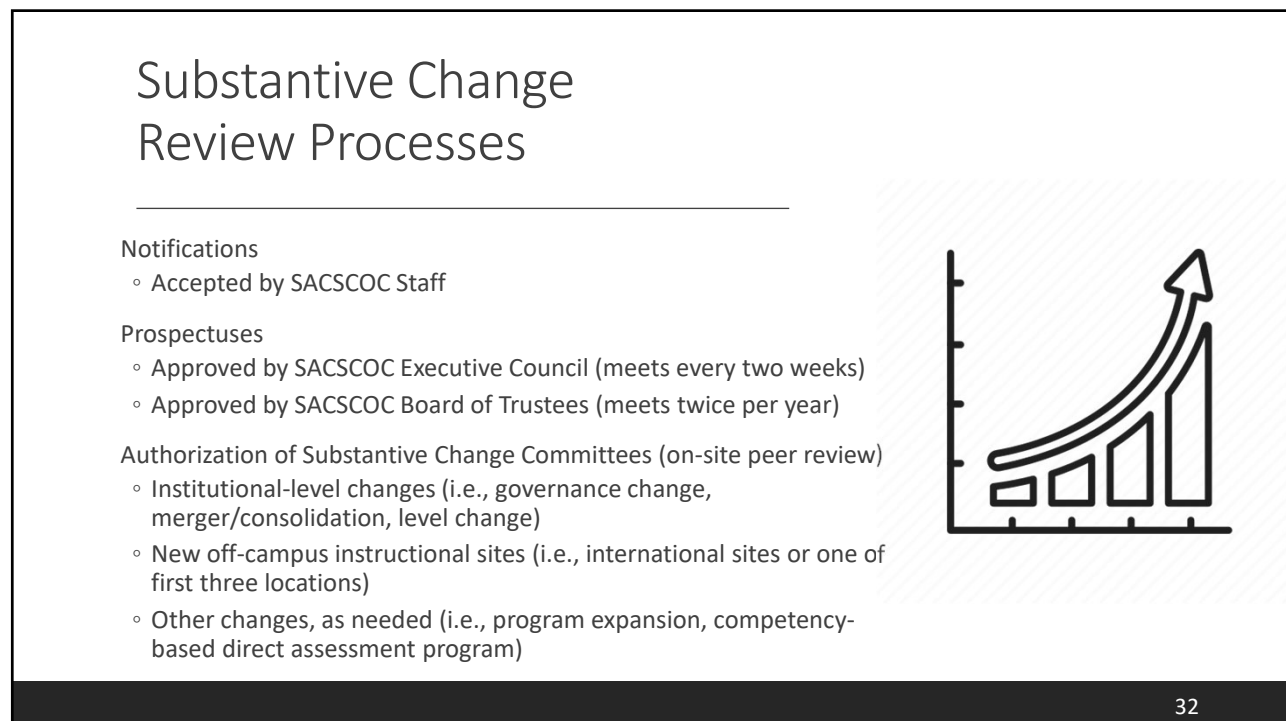 Substantive Change
Review Processes
Notifications
◦ Accepted by SACSCOC Staff
Prospectuses
◦ Approved by SACSCOC Executive Council (meets every two weeks)
◦ Approved by SACSCOC Board of Trustees (meets twice per year)
Authorization of Substantive Change Committees (on-site peer review)
◦ Institutional-level changes (i.e., governance change,
merger/consolidation, level change)
◦ New off-campus instructional sites (i.e., international sites or one of
first three locations)
◦ Other changes, as needed (i.e., program expansion, competency-
based direct assessment program)
32